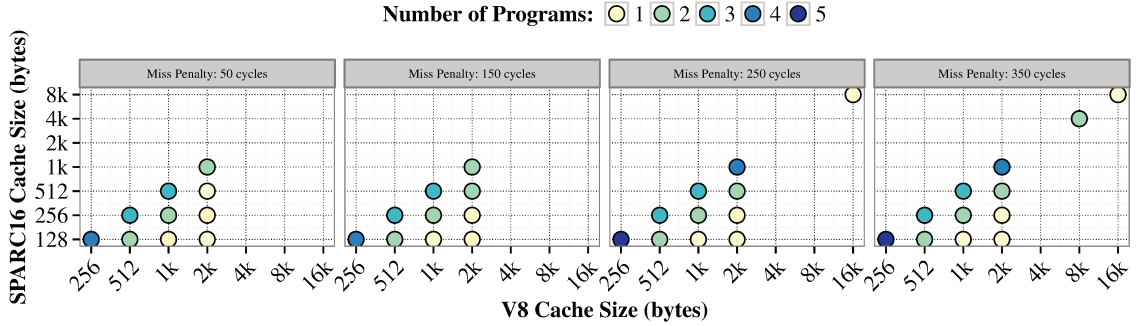 Number of Programs: 1 2 3 4 5
Miss Penalty: 50 cycles
Miss Penalty: 150 cycles
Miss Penalty: 250 cycles
Miss Penalty: 350 cycles
SPARC16 Cache Size (bytes)
8k
4k
2k
1k
512
256
128
256 512 1k 2k 4k 8k 16k
256 512 1k 2k 4k 8k 16k
256 512 1k 2k 4k 8k 16k
256 512 1k 2k 4k 8k 16k
V8 Cache Size (bytes)